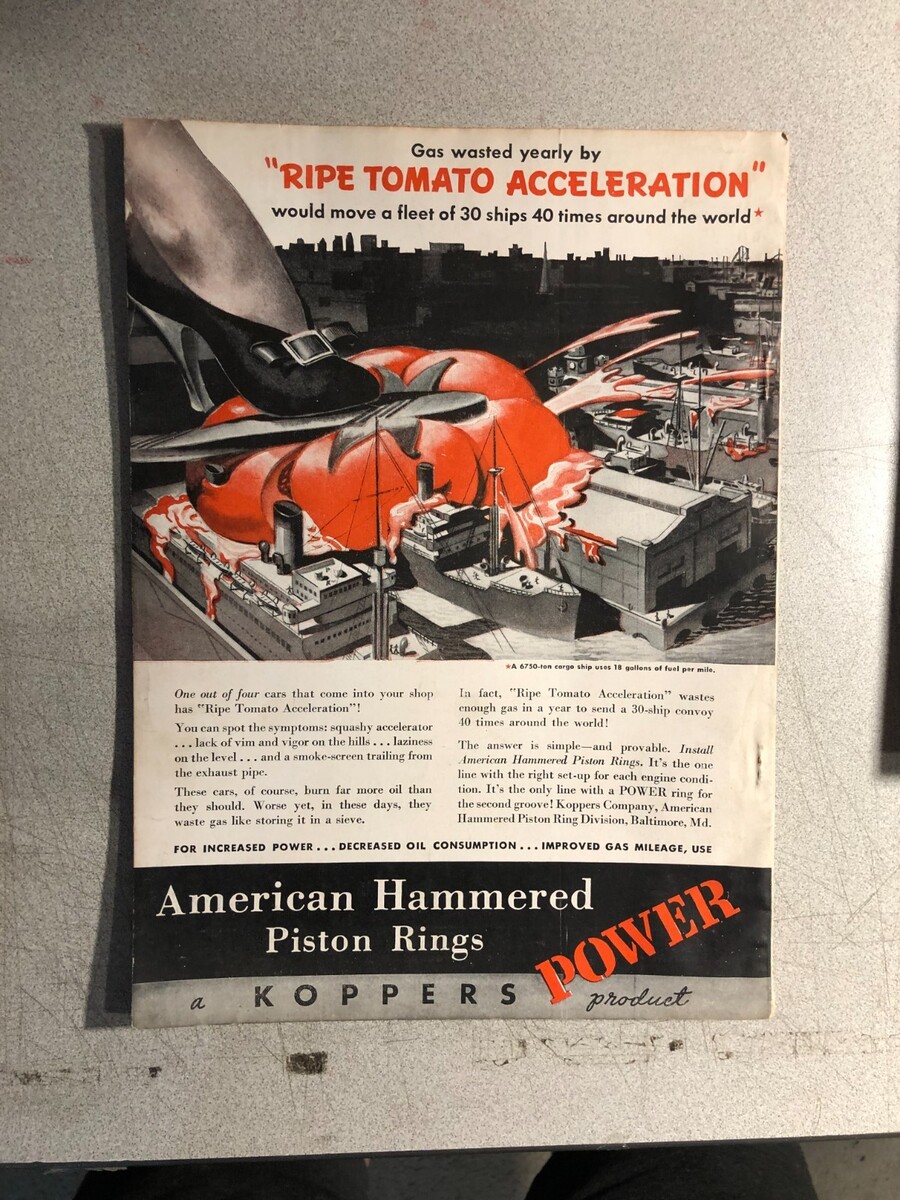 Gas wasted yearly by
"RIPE TOMATO ACCELERATION"
would move a fleet of 30 ships 40 times around the world*
*A 6750-ton cargo ship uses 18 gallons of fuel per mile.
One out of four cars that come into your shop
has "Ripe Tomato Acceleration"!
You can spot the symptoms: squashy accelerator
. . . lack of vim and vigor on the hills . . . laziness
on the level . . . and a smoke-screen trailing from
the exhaust pipe.
These cars, of course, burn far more oil than
they should. Worse yet, in these days, they
waste gas like storing it in a sieve.
In fact, "Ripe Tomato Acceleration" wastes
enough gas in a year to send a 30-ship convoy
40 times around the world!
The answer is simple—and provable. Install
American Hammered Piston Rings. It's the one
line with the right set-up for each engine condi-
tion. It's the only line with a POWER ring for
the second groove! Koppers Company, American
Hammered Piston Ring Division, Baltimore, Md.
FOR INCREASED POWER . . . DECREASED OIL CONSUMPTION . . . IMPROVED GAS MILEAGE, USE
American Hammered
Piston Rings
POWER
a KOPPERS product